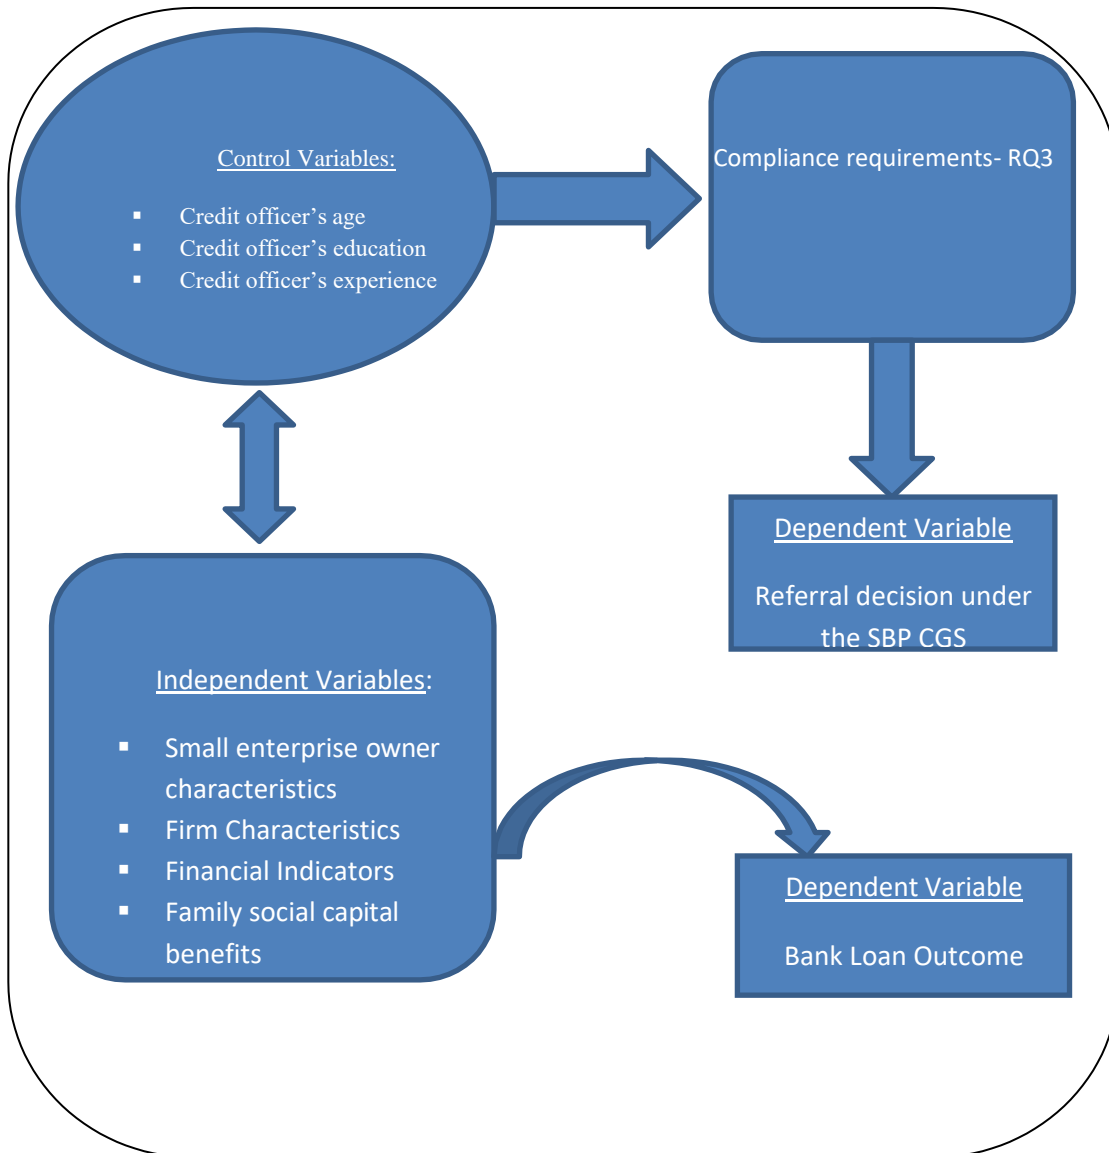 Control Variables:
▪ Credit officer’s age
▪ Credit officer’s education
▪ Credit officer’s experience
Compliance requirements- RQ3
Dependent Variable
Referral decision under
the SBP CGS
Independent Variables:
▪ Small enterprise owner
characteristics
▪ Firm Characteristics
▪ Financial Indicators
▪ Family social capital
benefits
Dependent Variable
Bank Loan Outcome